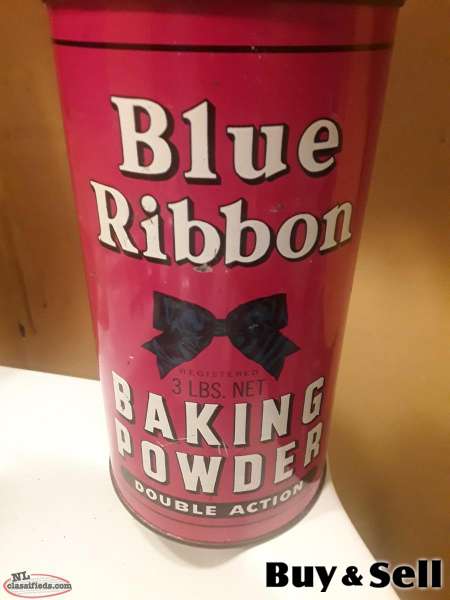 Blue
Ribbon
REGISTERED
3 LBS. NET
BAKING
POWDER
DOUBLE ACTION
NL
classifieds.com
Buy & Sell